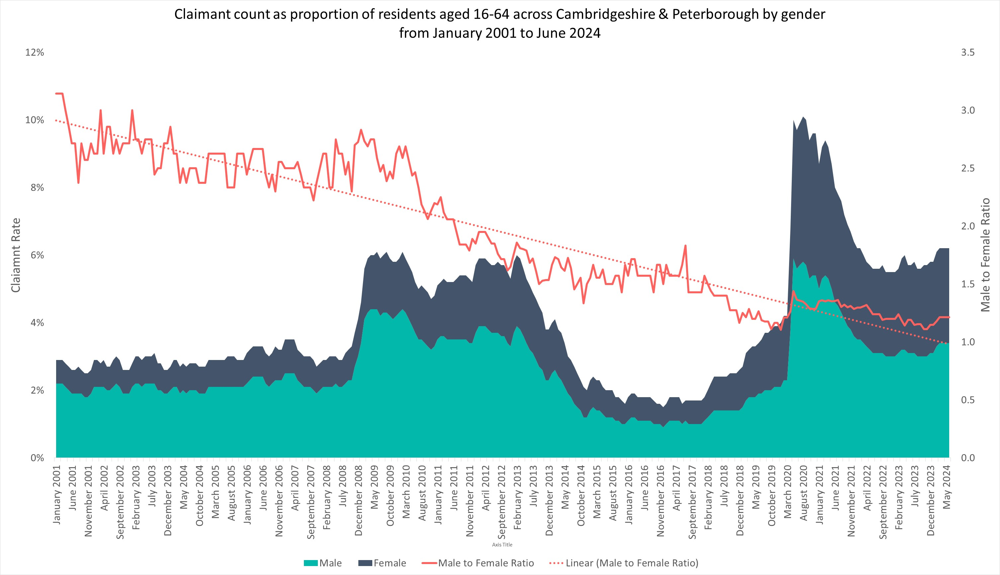 Claimant count as proportion of residents aged 16-64 across Cambridgeshire & Peterborough by gender
from January 2001 to June 2024
12%
10%
8%
6%
4%
2%
0%
Claiamnt Rate
3.5
3.0
2.5
2.0
1.5
1.0
0.5
0.0
Male to Female Ratio
January 2001
June 2001
November 2001
April 2002
September 2002
February 2003
July 2003
December 2003
May 2004
October 2004
March 2005
August 2005
January 2006
June 2006
November 2006
April 2007
September 2007
February 2008
July 2008
December 2008
May 2009
October 2009
March 2010
August 2010
January 2011
June 2011
November 2011
April 2012
September 2012
February 2013
July 2013
December 2013
May 2014
October 2014
March 2015
August 2015
January 2016
June 2016
November 2016
April 2017
September 2017
February 2018
July 2018
December 2018
May 2019
October 2019
March 2020
August 2020
January 2021
June 2021
November 2021
April 2022
September 2022
February 2023
July 2023
December 2023
May 2024
Axis Title
Male
Female
Male to Female Ratio
Linear (Male to Female Ratio)